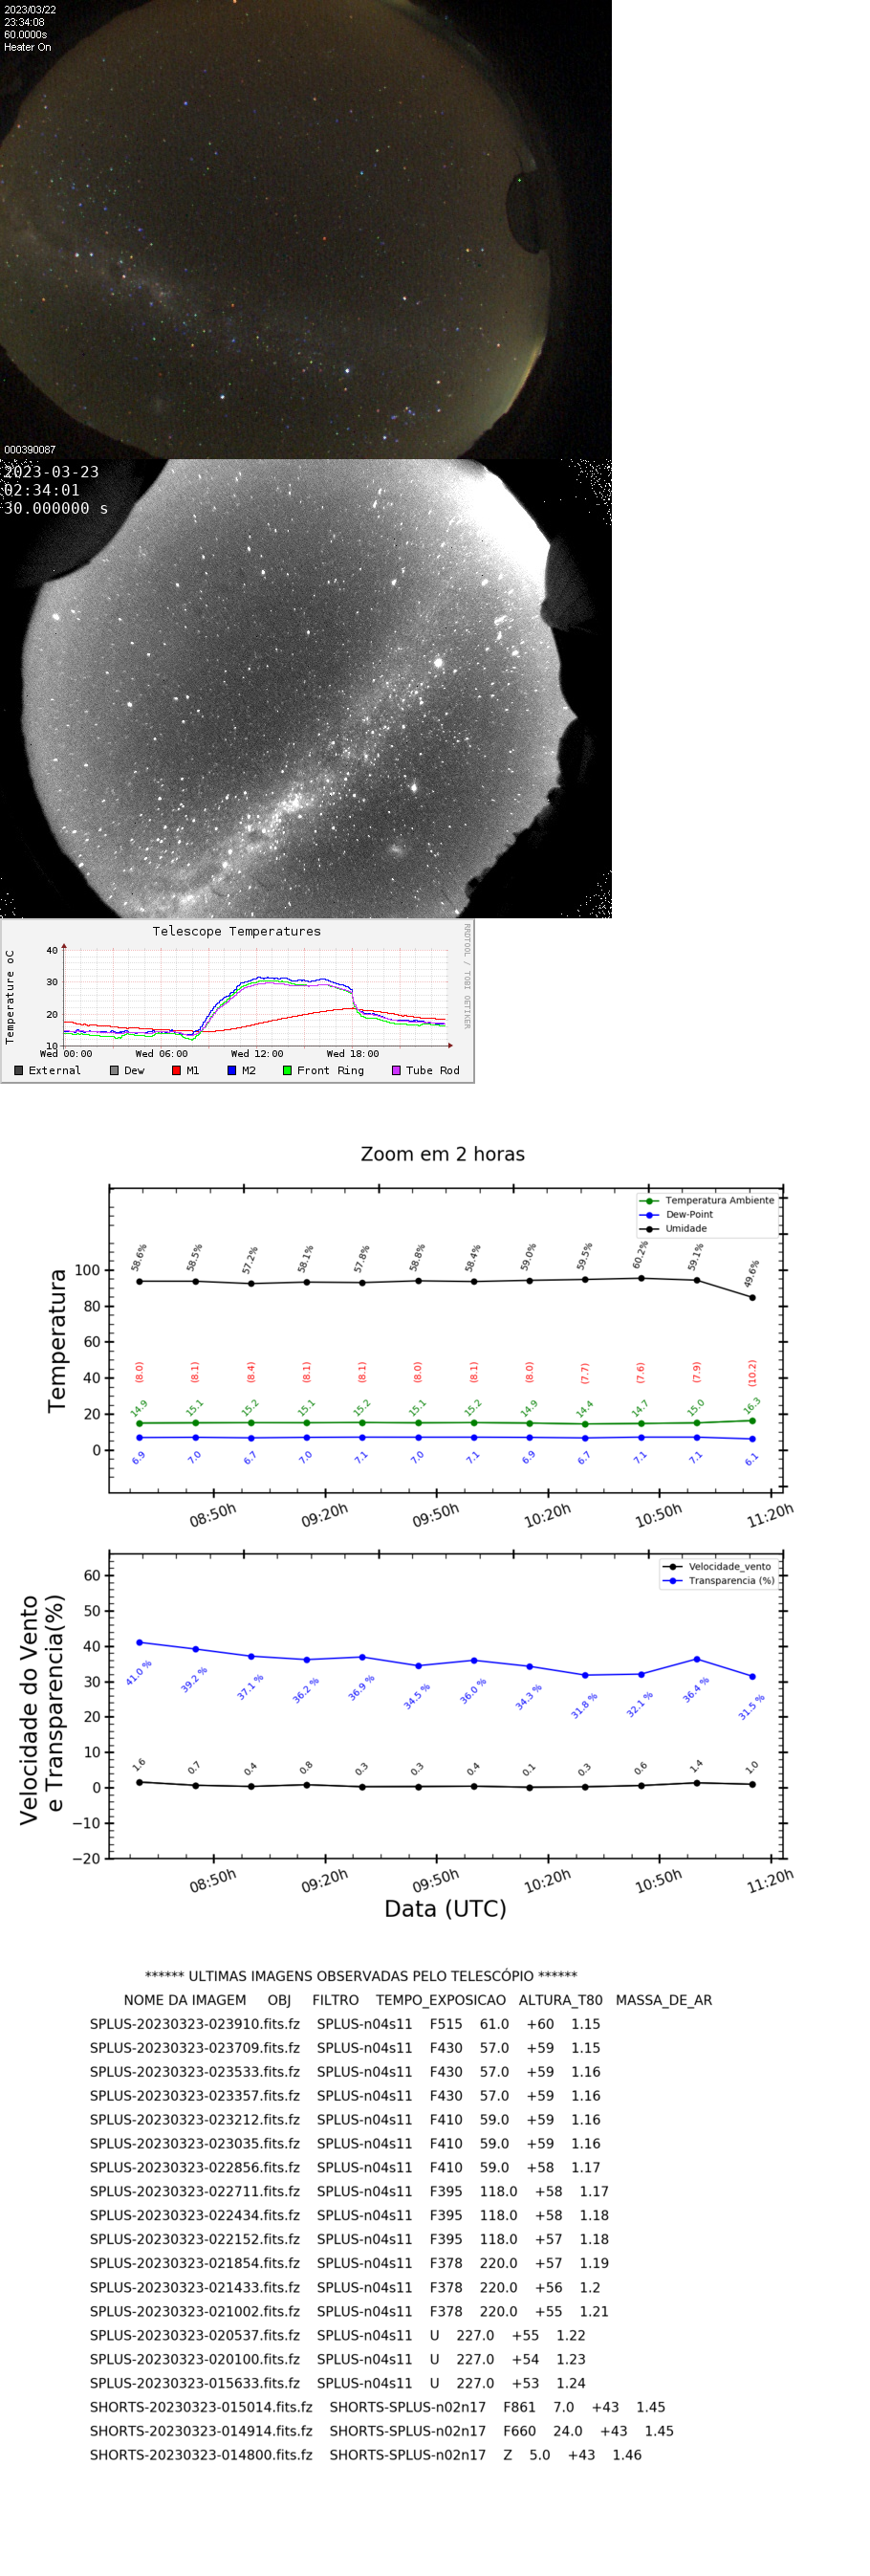 2023/03/22
23:34:08
60.0000s
Heater On
000390087
2023-03-23
02:34:01
30.000000 s
Telescope Temperatures
RRDTOOL / TOBI OETIKER
Temperature oC
40
30
20
10
Wed 00:00 Wed 06:00 Wed 12:00 Wed 18:00
External Dew M1 M2 Front Ring Tube Rod
Zoom em 2 horas
Temperatura Ambiente
Dew-Point
Umidade
Temperatura
100
80
60
40
20
0
58.6% 58.5% 57.2% 58.1% 57.8% 58.8% 58.4% 59.0% 59.5% 60.2% 59.1% 49.6%
(8.0) (8.1) (8.4) (8.1) (8.1) (8.0) (8.1) (8.0) (7.7) (7.6) (7.9) (10.2)
14.9 15.1 15.2 15.1 15.2 15.1 15.2 14.9 14.4 14.7 15.0 16.3
6.9 7.0 6.7 7.0 7.1 7.0 7.1 6.9 6.7 7.1 7.1 6.1
08:50h 09:20h 09:50h 10:20h 10:50h 11:20h
Velocidade_vento
Transparencia (%)
Velocidade do Vento
e Transparencia(%)
60
50
40
30
20
10
0
−10
−20
41.0 % 39.2 % 37.1 % 36.2 % 36.9 % 34.5 % 36.0 % 34.3 % 31.8 % 32.1 % 36.4 % 31.5 %
1.6 0.7 0.4 0.8 0.3 0.3 0.4 0.1 0.3 0.6 1.4 1.0
08:50h 09:20h 09:50h 10:20h 10:50h 11:20h
Data (UTC)
****** ULTIMAS IMAGENS OBSERVADAS PELO TELESCÓPIO ******
NOME DA IMAGEM OBJ FILTRO TEMPO_EXPOSICAO ALTURA_T80 MASSA_DE_AR
SPLUS-20230323-023910.fits.fz SPLUS-n04s11 F515 61.0 +60 1.15
SPLUS-20230323-023709.fits.fz SPLUS-n04s11 F430 57.0 +59 1.15
SPLUS-20230323-023533.fits.fz SPLUS-n04s11 F430 57.0 +59 1.16
SPLUS-20230323-023357.fits.fz SPLUS-n04s11 F430 57.0 +59 1.16
SPLUS-20230323-023212.fits.fz SPLUS-n04s11 F410 59.0 +59 1.16
SPLUS-20230323-023035.fits.fz SPLUS-n04s11 F410 59.0 +59 1.16
SPLUS-20230323-022856.fits.fz SPLUS-n04s11 F410 59.0 +58 1.17
SPLUS-20230323-022711.fits.fz SPLUS-n04s11 F395 118.0 +58 1.17
SPLUS-20230323-022434.fits.fz SPLUS-n04s11 F395 118.0 +58 1.18
SPLUS-20230323-022152.fits.fz SPLUS-n04s11 F395 118.0 +57 1.18
SPLUS-20230323-021854.fits.fz SPLUS-n04s11 F378 220.0 +57 1.19
SPLUS-20230323-021433.fits.fz SPLUS-n04s11 F378 220.0 +56 1.2
SPLUS-20230323-021002.fits.fz SPLUS-n04s11 F378 220.0 +55 1.21
SPLUS-20230323-020537.fits.fz SPLUS-n04s11 U 227.0 +55 1.22
SPLUS-20230323-020100.fits.fz SPLUS-n04s11 U 227.0 +54 1.23
SPLUS-20230323-015633.fits.fz SPLUS-n04s11 U 227.0 +53 1.24
SHORTS-20230323-015014.fits.fz SHORTS-SPLUS-n02n17 F861 7.0 +43 1.45
SHORTS-20230323-014914.fits.fz SHORTS-SPLUS-n02n17 F660 24.0 +43 1.45
SHORTS-20230323-014800.fits.fz SHORTS-SPLUS-n02n17 Z 5.0 +43 1.46